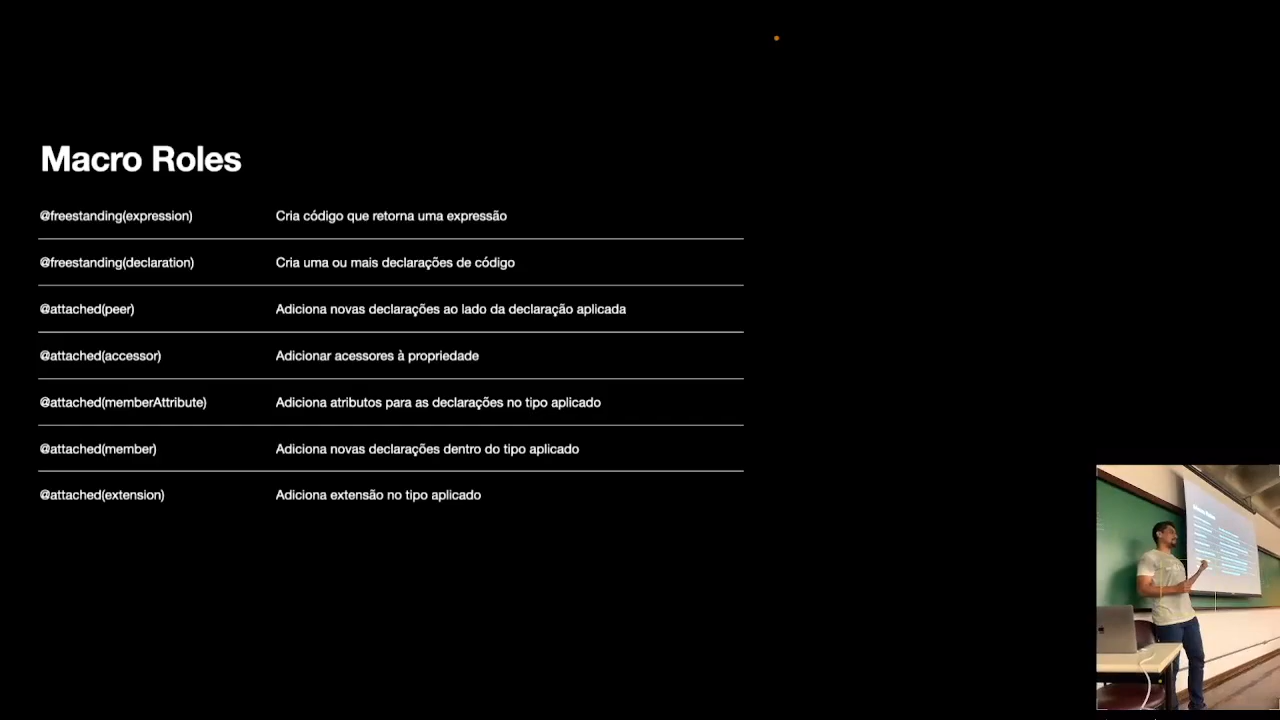 Macro Roles
@freestanding(expression) Cria código que retorna uma expressão
@freestanding(declaration) Cria uma ou mais declarações de código
@attached(peer) Adiciona novas declarações ao lado da declaração aplicada
@attached(accessor) Adicionar acessores à propriedade
@attached(memberAttribute) Adiciona atributos para as declarações no tipo aplicado
@attached(member) Adiciona novas declarações dentro do tipo aplicado
@attached(extension) Adiciona extensão no tipo aplicado